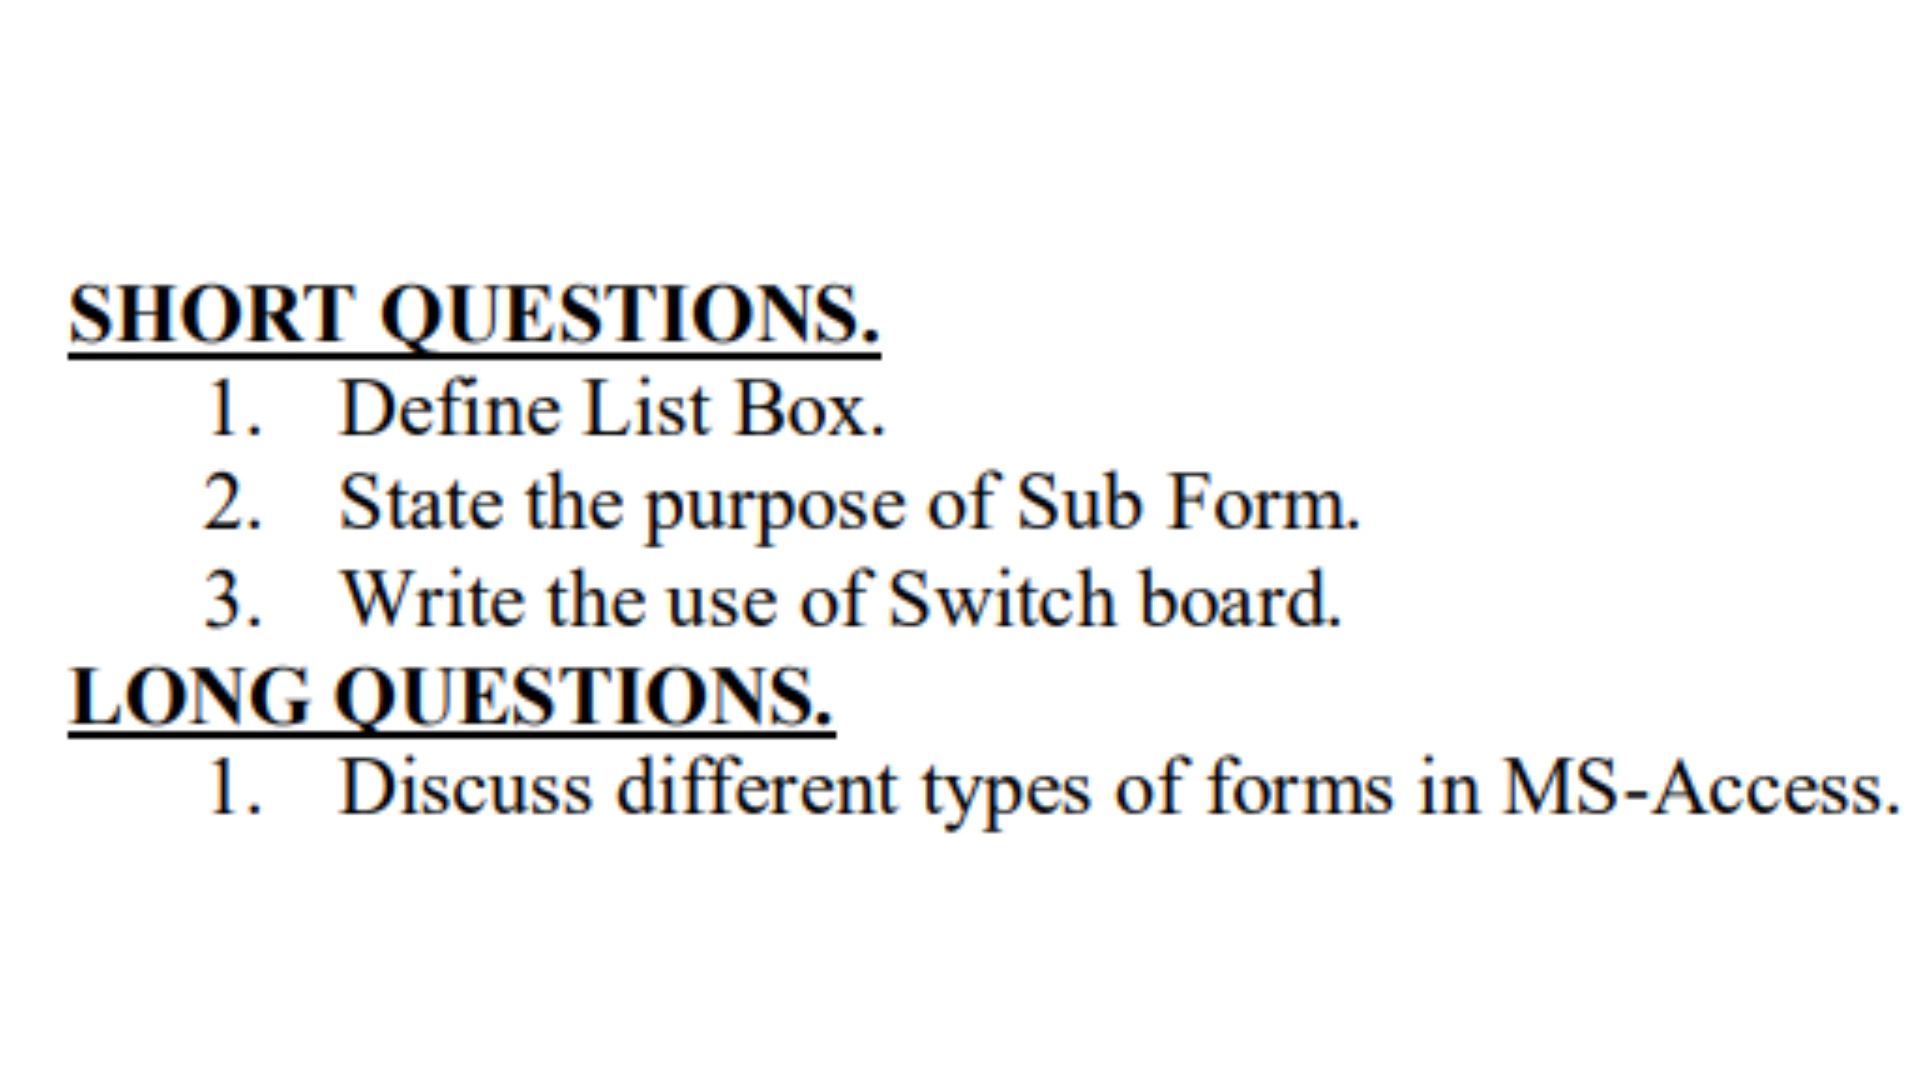 SHORT QUESTIONS.
1. Define List Box.
2. State the purpose of Sub Form.
3. Write the use of Switch board.
LONG QUESTIONS.
1. Discuss different types of forms in MS-Access.